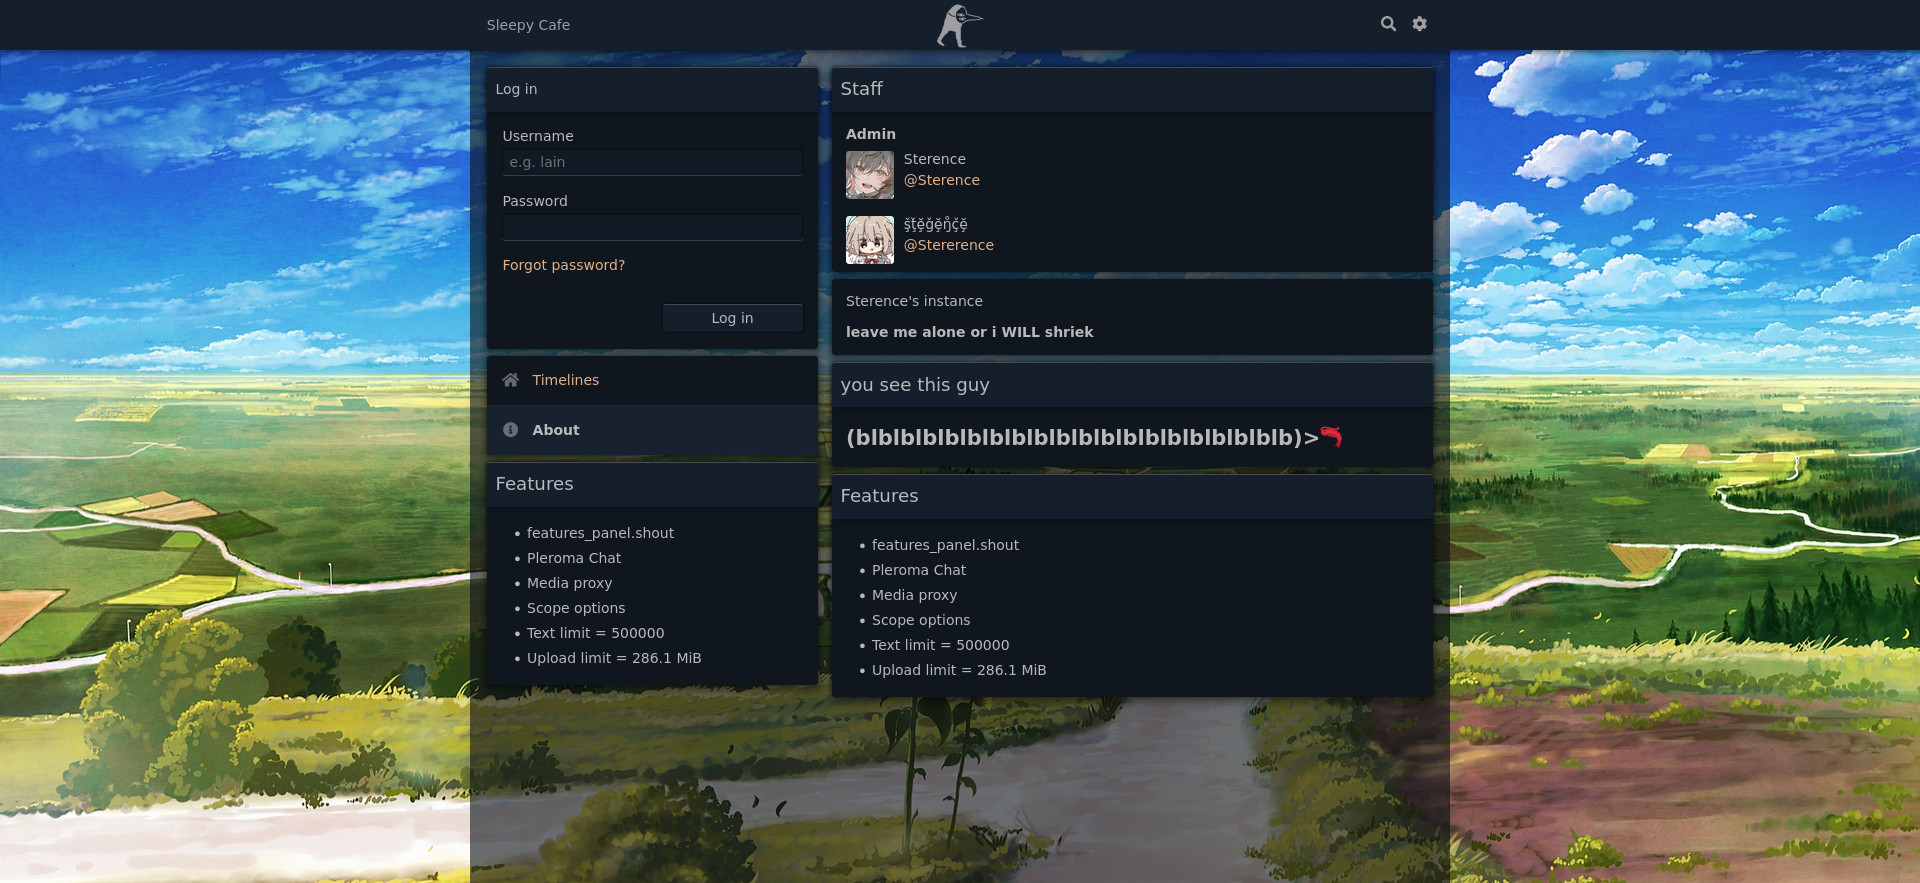 Sleepy Cafe
Log in
Username
e.g. lain
Password
Forgot password?
Log in
Timelines
About
Features
features_panel.shout
Pleroma Chat
Media proxy
Scope options
Text limit = 500000
Upload limit = 286.1 MiB
Staff
Admin
Sterence
@Sterence
@Stererence
Sterence's instance
leave me alone or i WILL shriek
you see this guy
(blblblblblblblblblblblblblblblblblblblblb)>🦐
Features
features_panel.shout
Pleroma Chat
Media proxy
Scope options
Text limit = 500000
Upload limit = 286.1 MiB